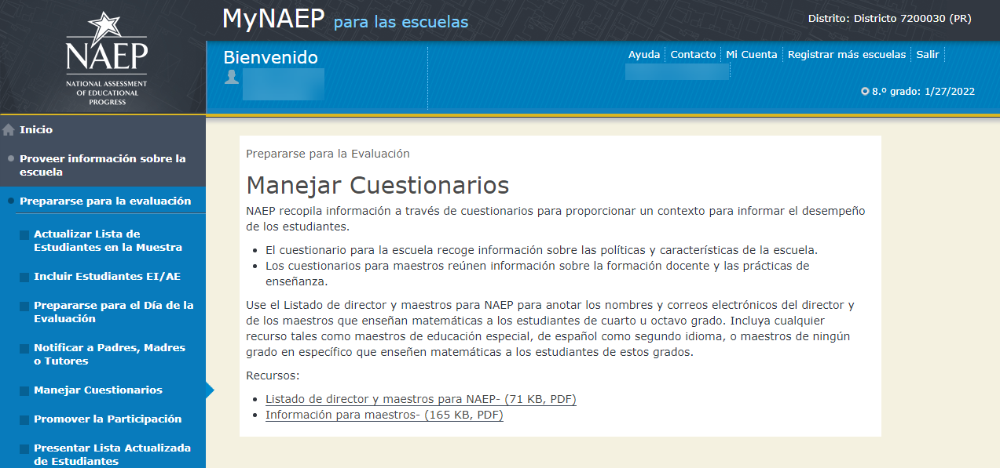 MyNAEP para las escuelas
Distrito: Districto 7200030 (PR)
NAEP
NATIONAL ASSESSMENT
OF EDUCATIONAL
PROGRESS
Bienvenido
Ayuda
Contacto
Mi Cuenta
Registrar más escuelas
Salir
8.º grado: 1/27/2022
Inicio
Proveer información sobre la
escuela
Prepararse para la evaluación
Actualizar Lista de
Estudiantes en la Muestra
Incluir Estudiantes EI/AE
Prepararse para el Día de la
Evaluación
Notificar a Padres, Madres
o Tutores
Manejar Cuestionarios
Promover la Participación
Presentar Lista Actualizada
de Estudiantes
Prepararse para la Evaluación
Manejar Cuestionarios
NAEP recopila información a través de cuestionarios para proporcionar un contexto para informar el desempeño
de los estudiantes.
El cuestionario para la escuela recoge información sobre las políticas y características de la escuela.
Los cuestionarios para maestros reúnen información sobre la formación docente y las prácticas de
enseñanza.
Use el Listado de director y maestros para NAEP para anotar los nombres y correos electrónicos del director y
de los maestros que enseñan matemáticas a los estudiantes de cuarto u octavo grado. Incluya cualquier
recurso tales como maestros de educación especial, de español como segundo idioma, o maestros de ningún
grado en específico que enseñen matemáticas a los estudiantes de estos grados.
Recursos:
Listado de director y maestros para NAEP- (71 KB, PDF)
Información para maestros- (165 KB, PDF)